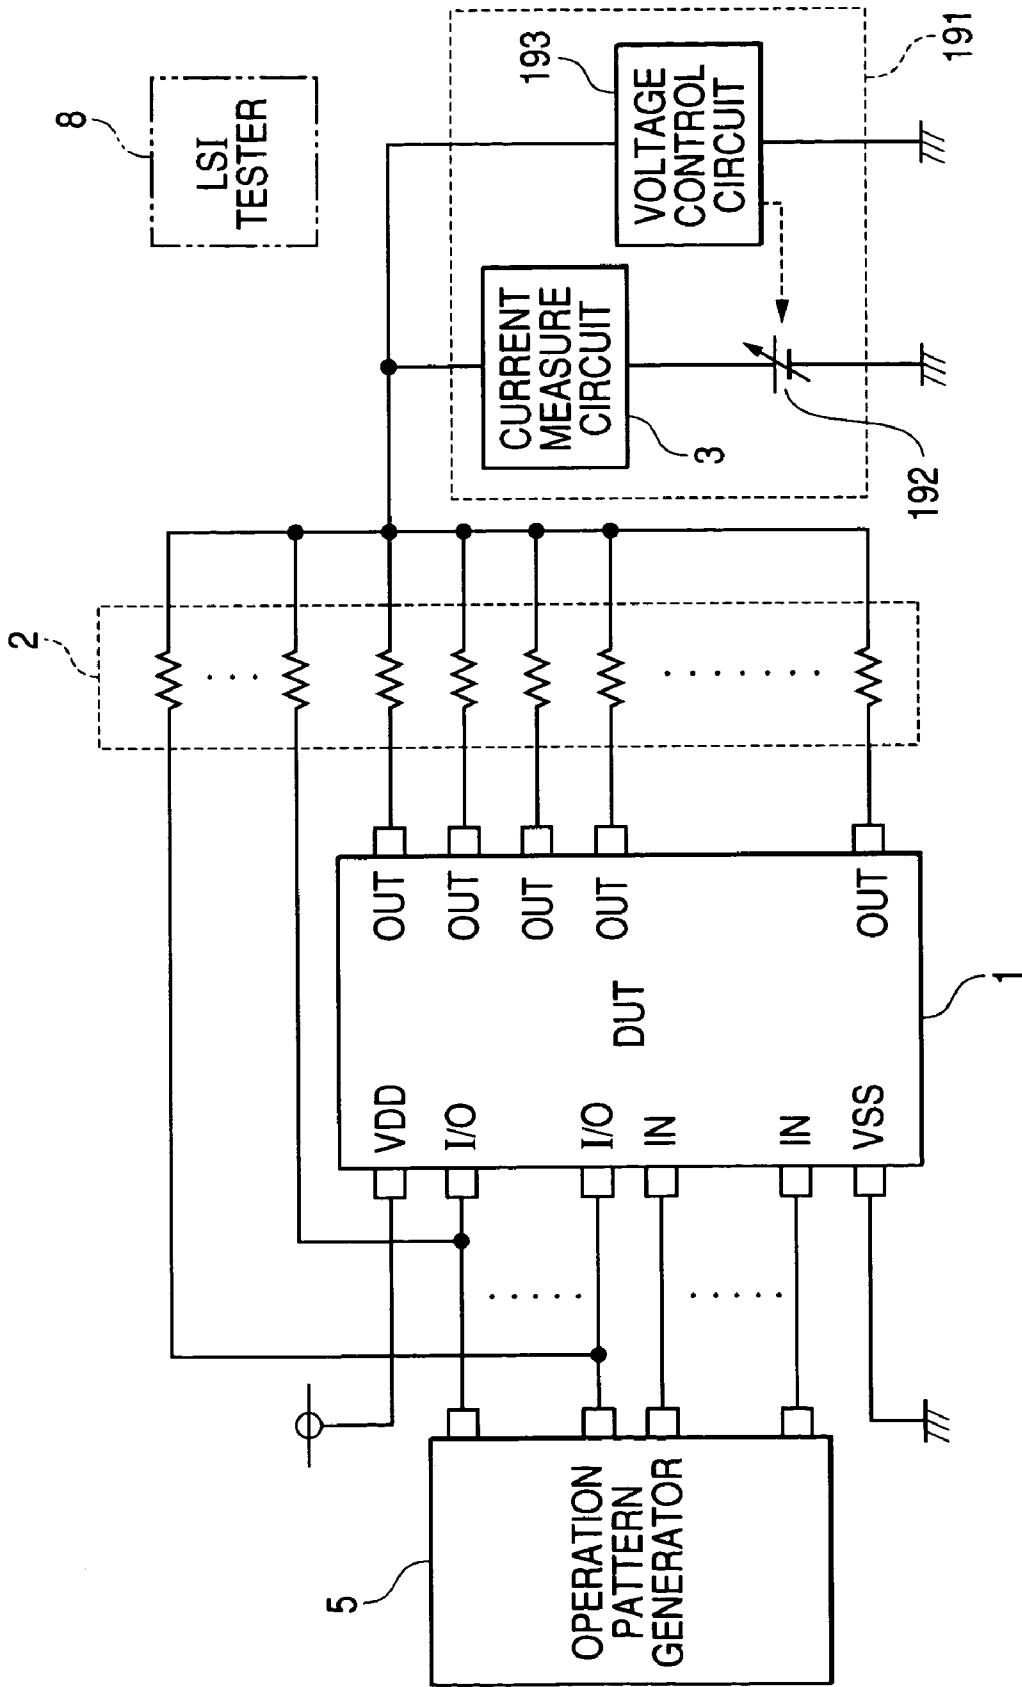 8
LSI
TESTER
2
193
VOLTAGE
CONTROL
CIRCUIT
191
CURRENT
MEASURE
CIRCUIT
3
192
VDD
I/O
I/O
IN
IN
VSS
DUT
OUT
OUT
OUT
OUT
OUT
1
5
OPERATION
PATTERN
GENERATOR